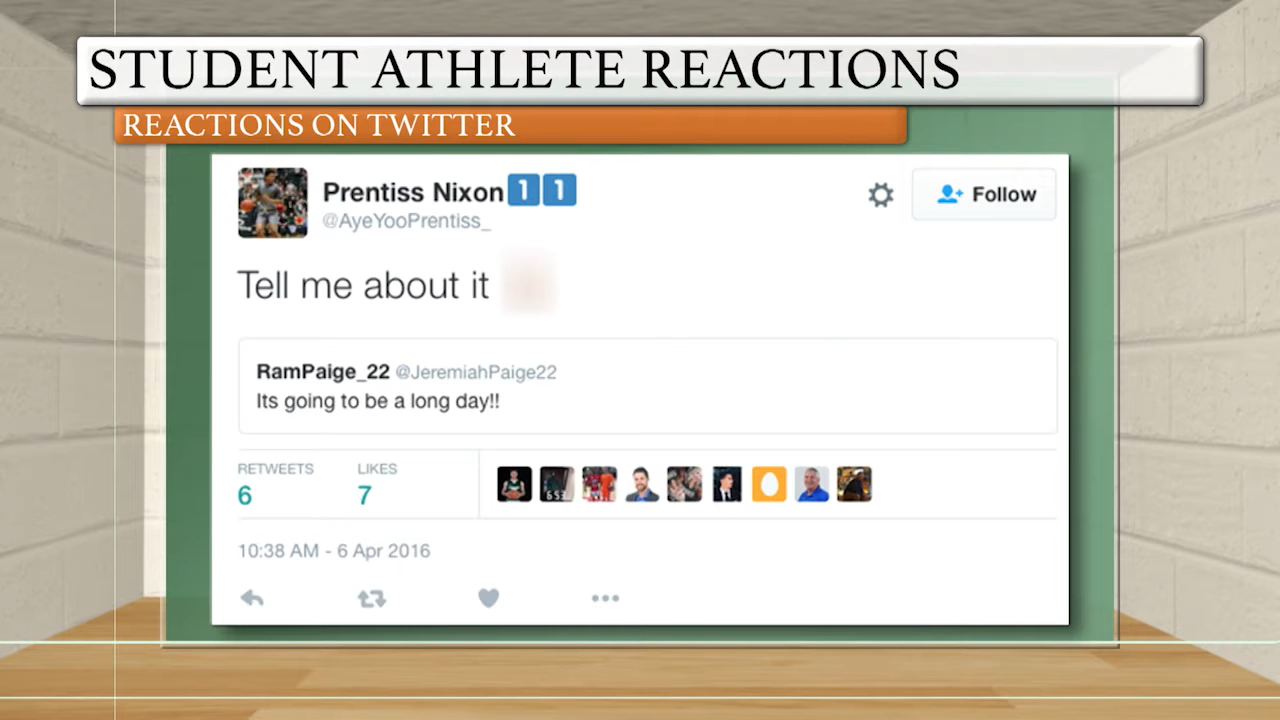 STUDENT ATHLETE REACTIONS
REACTIONS ON TWITTER
Prentiss Nixon 1 1
@AyeYooPrentiss_
Follow
Tell me about it
RamPaige_22 @JeremiahPaige22
Its going to be a long day!!
RETWEETS LIKES
6 7
10:38 AM - 6 Apr 2016